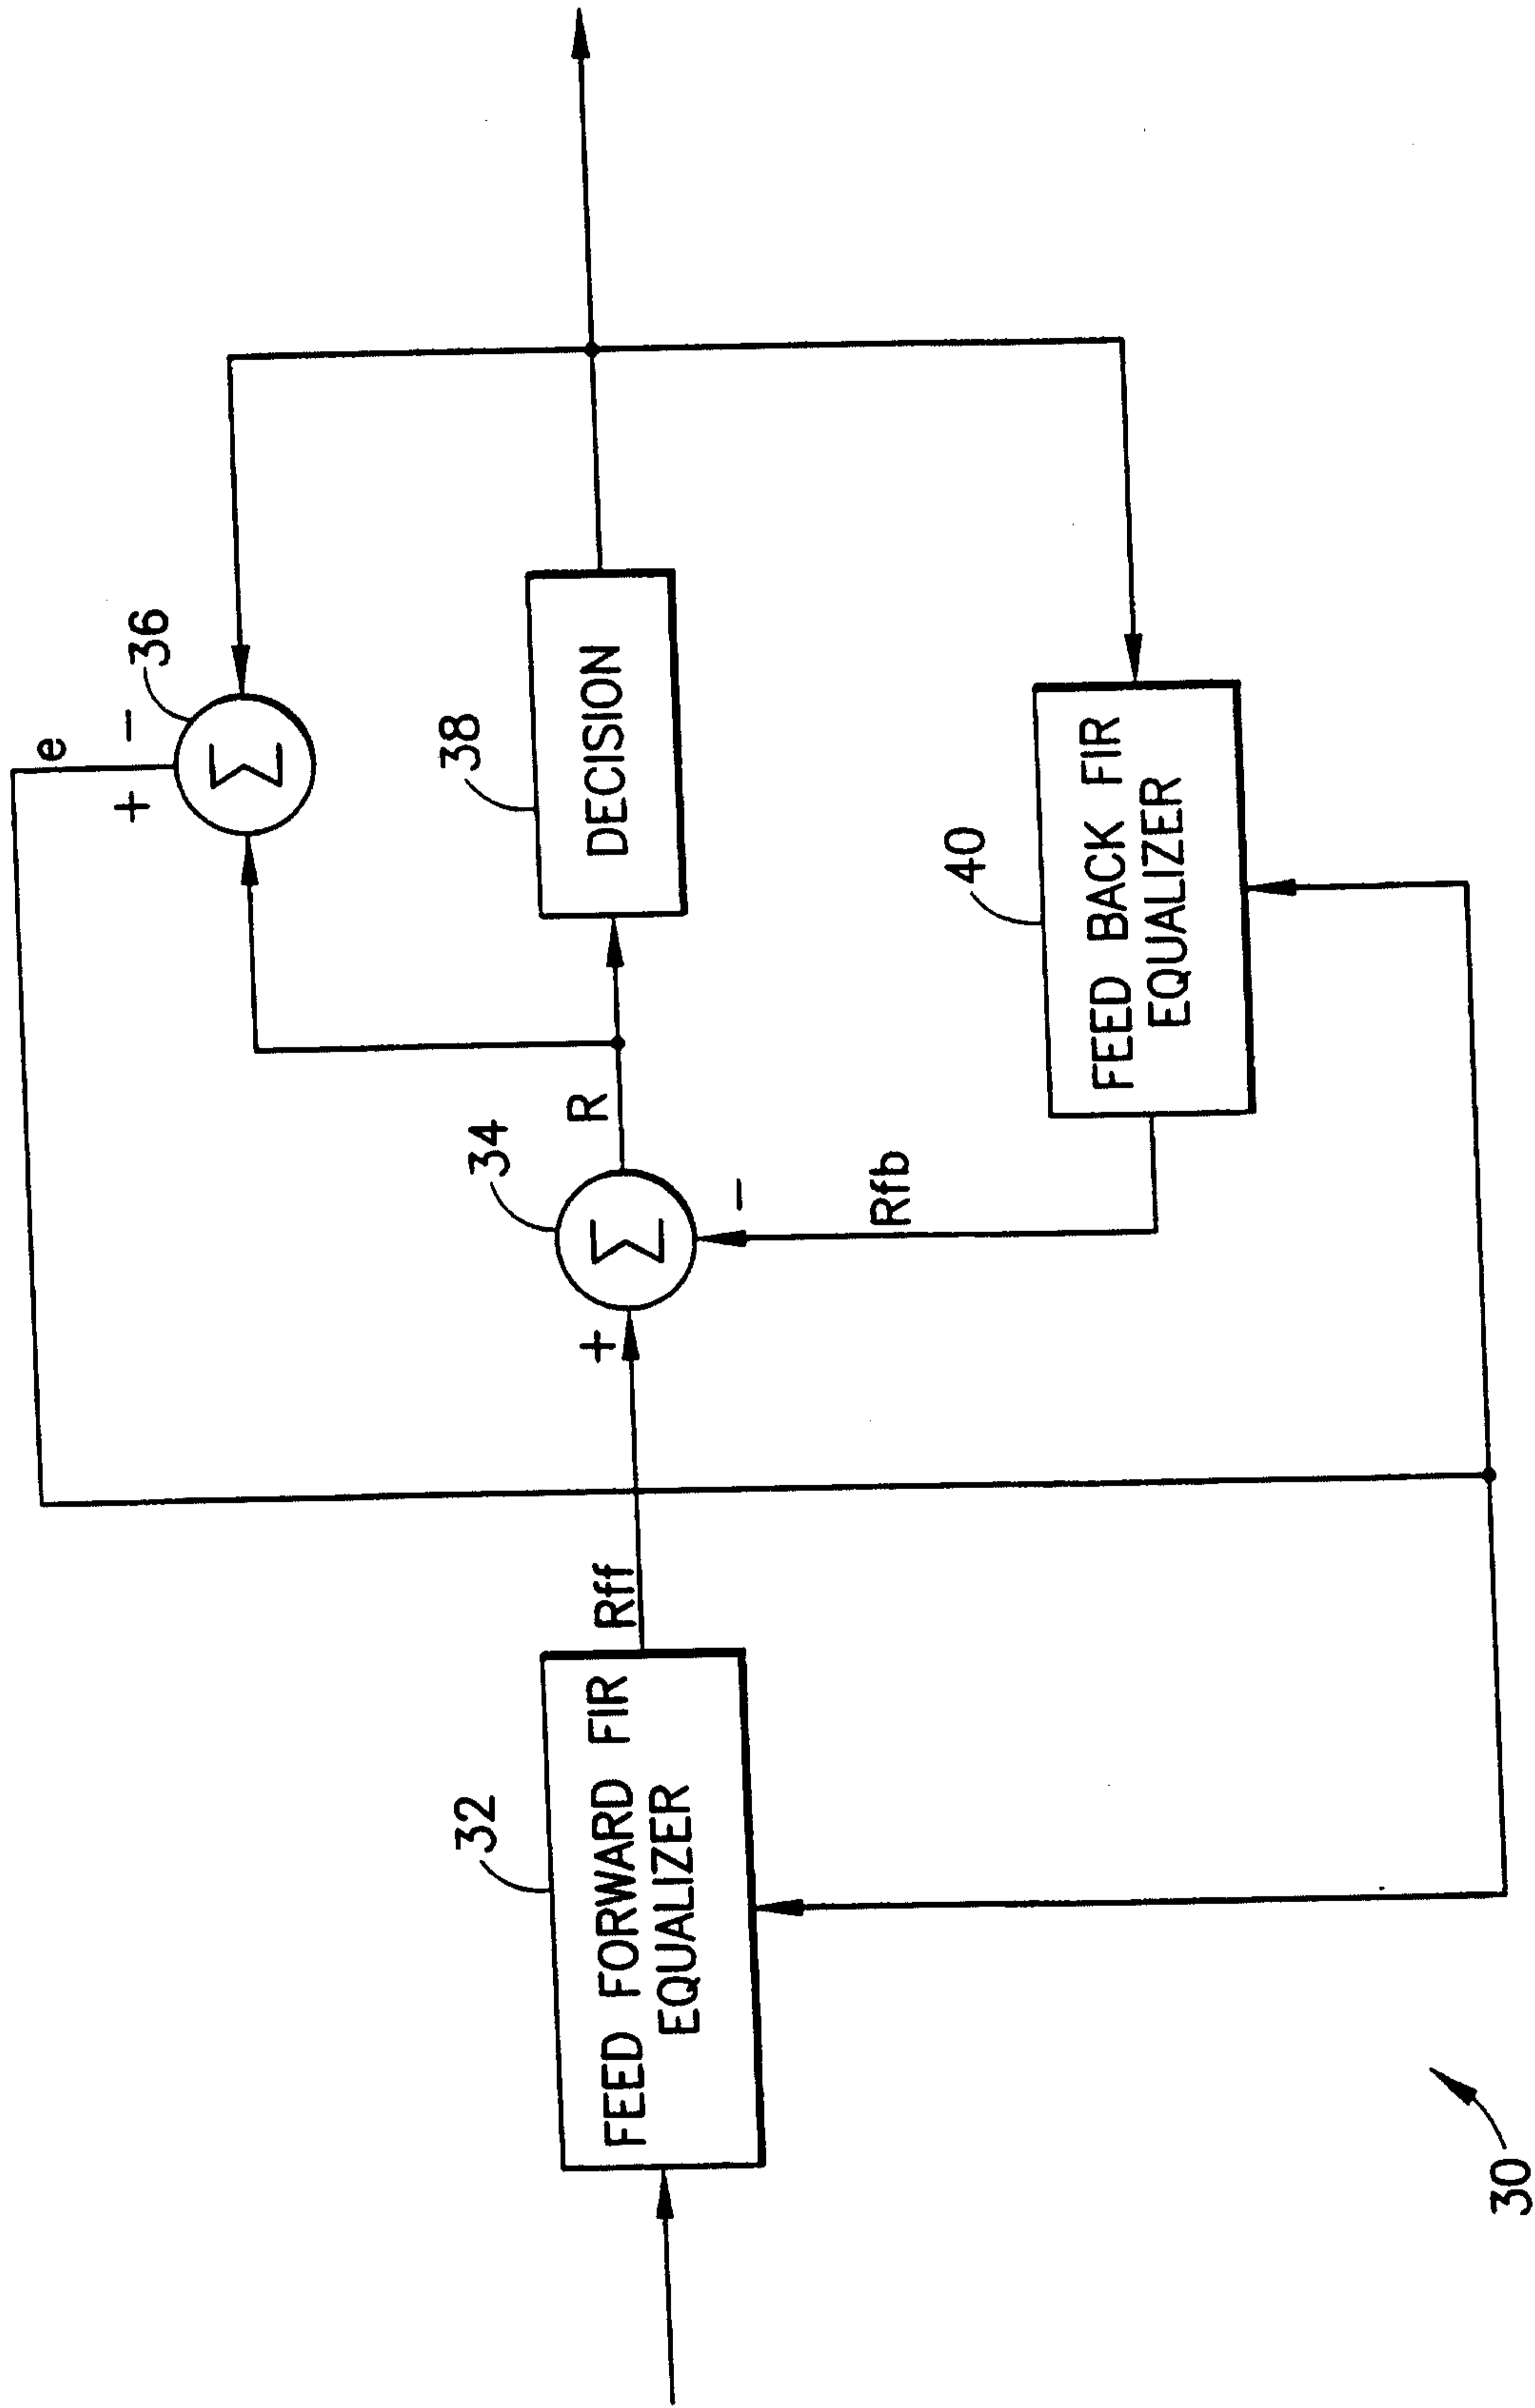 e
+
-
36
32
FEED FORWARD FIR
EQUALIZER
Rff
+
34
Σ
-
R
Rfb
38
DECISION
Σ
40
FEED BACK FIR
EQUALIZER
30